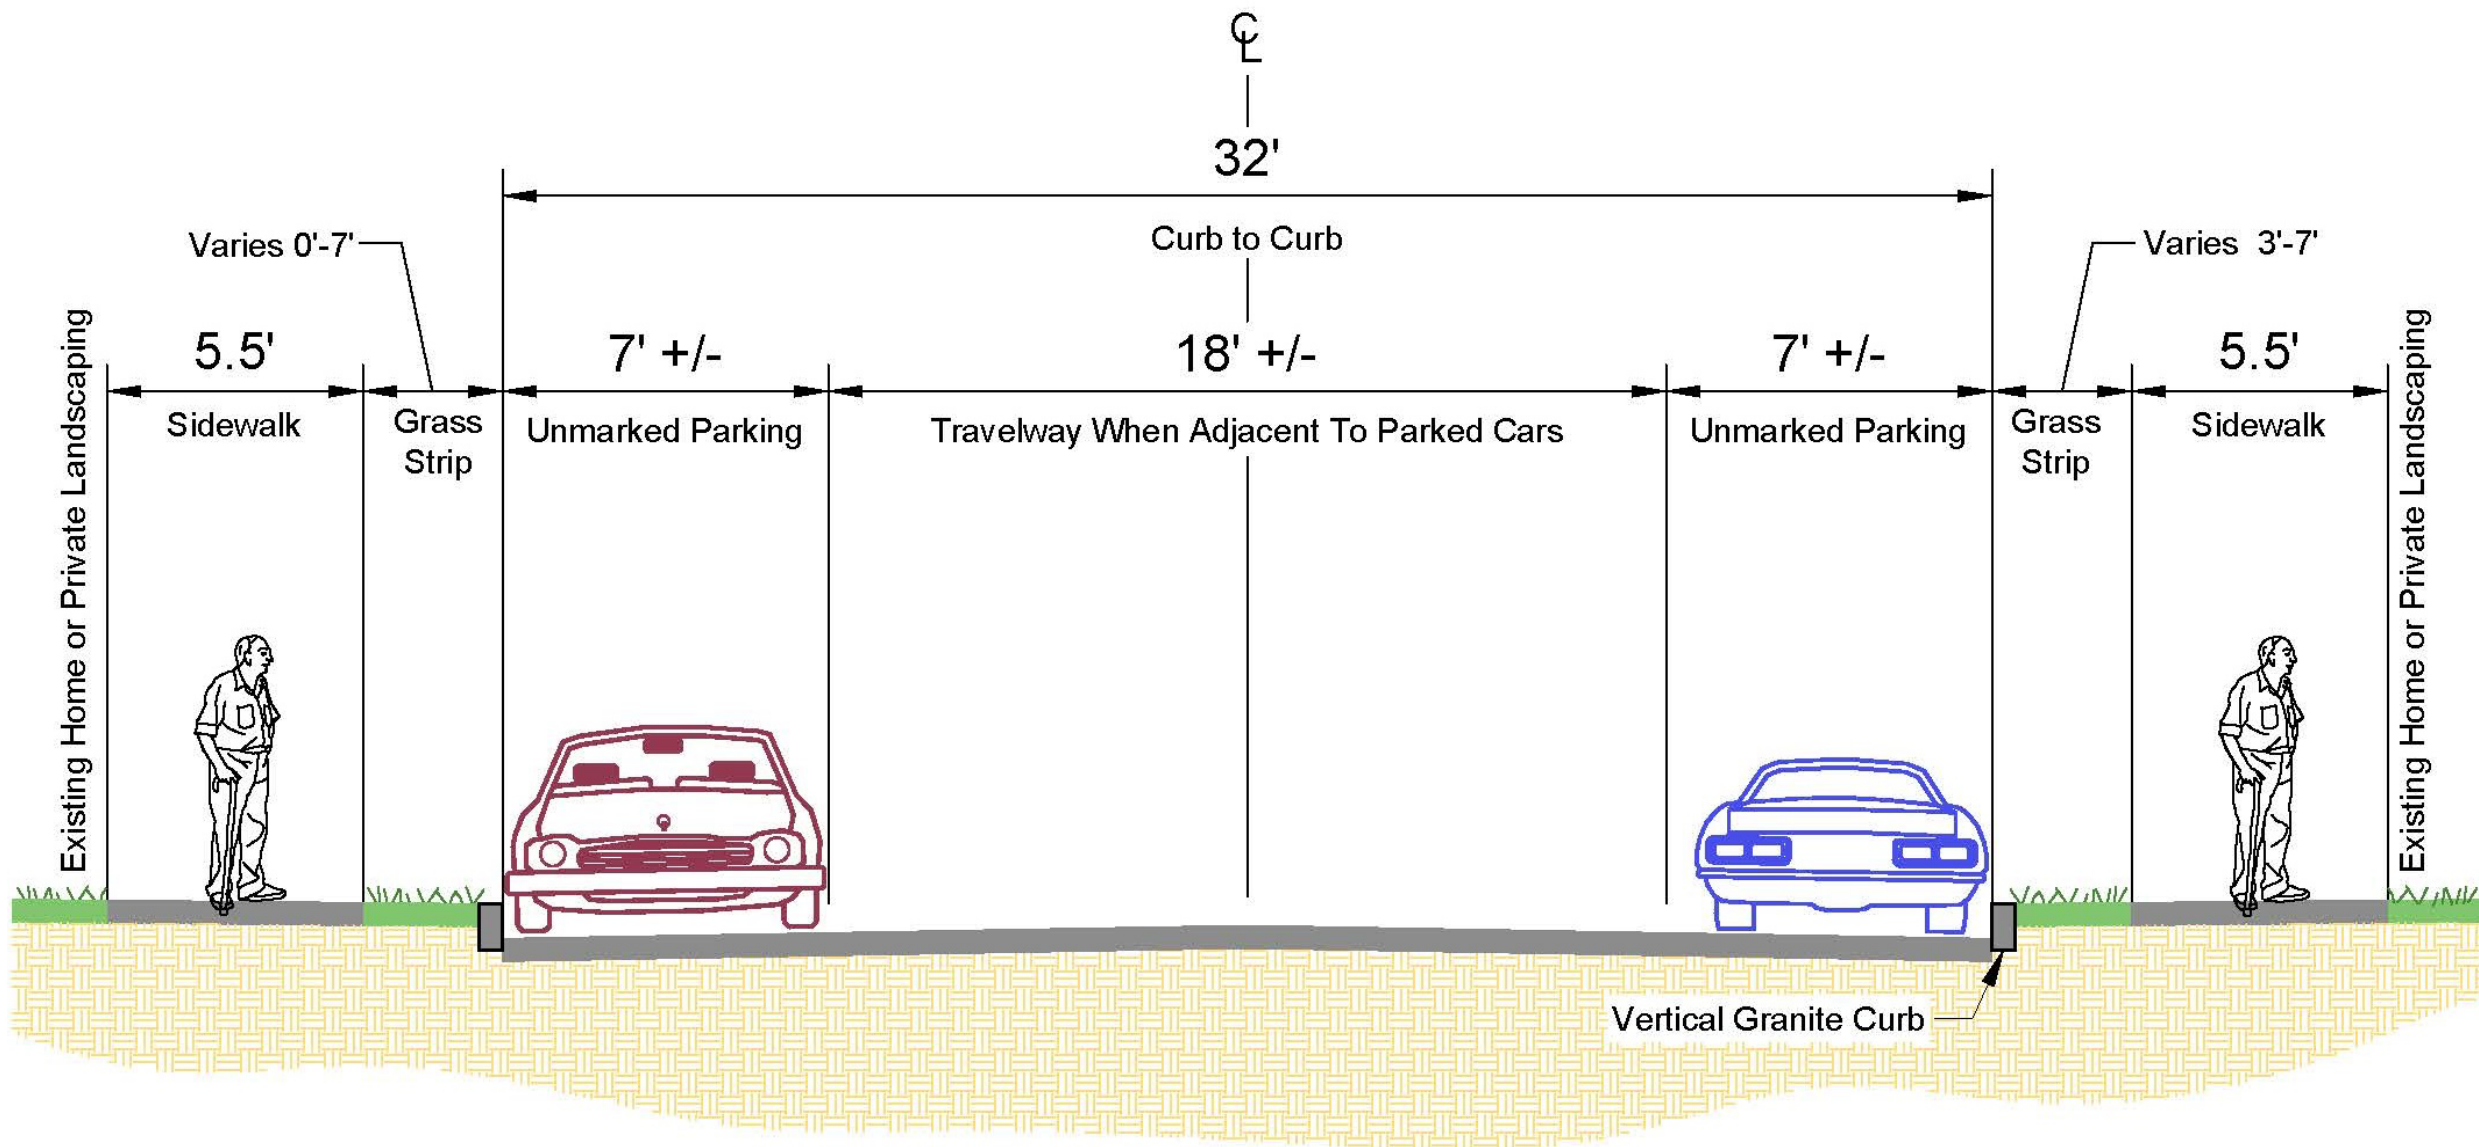 ℄
32'
Curb to Curb
Varies 0'-7'
Varies 3'-7'
5.5'
7' +/-
18' +/-
7' +/-
5.5'
Sidewalk
Grass
Strip
Unmarked Parking
Travelway When Adjacent To Parked Cars
Unmarked Parking
Grass
Strip
Sidewalk
Existing Home or Private Landscaping
Existing Home or Private Landscaping
Vertical Granite Curb